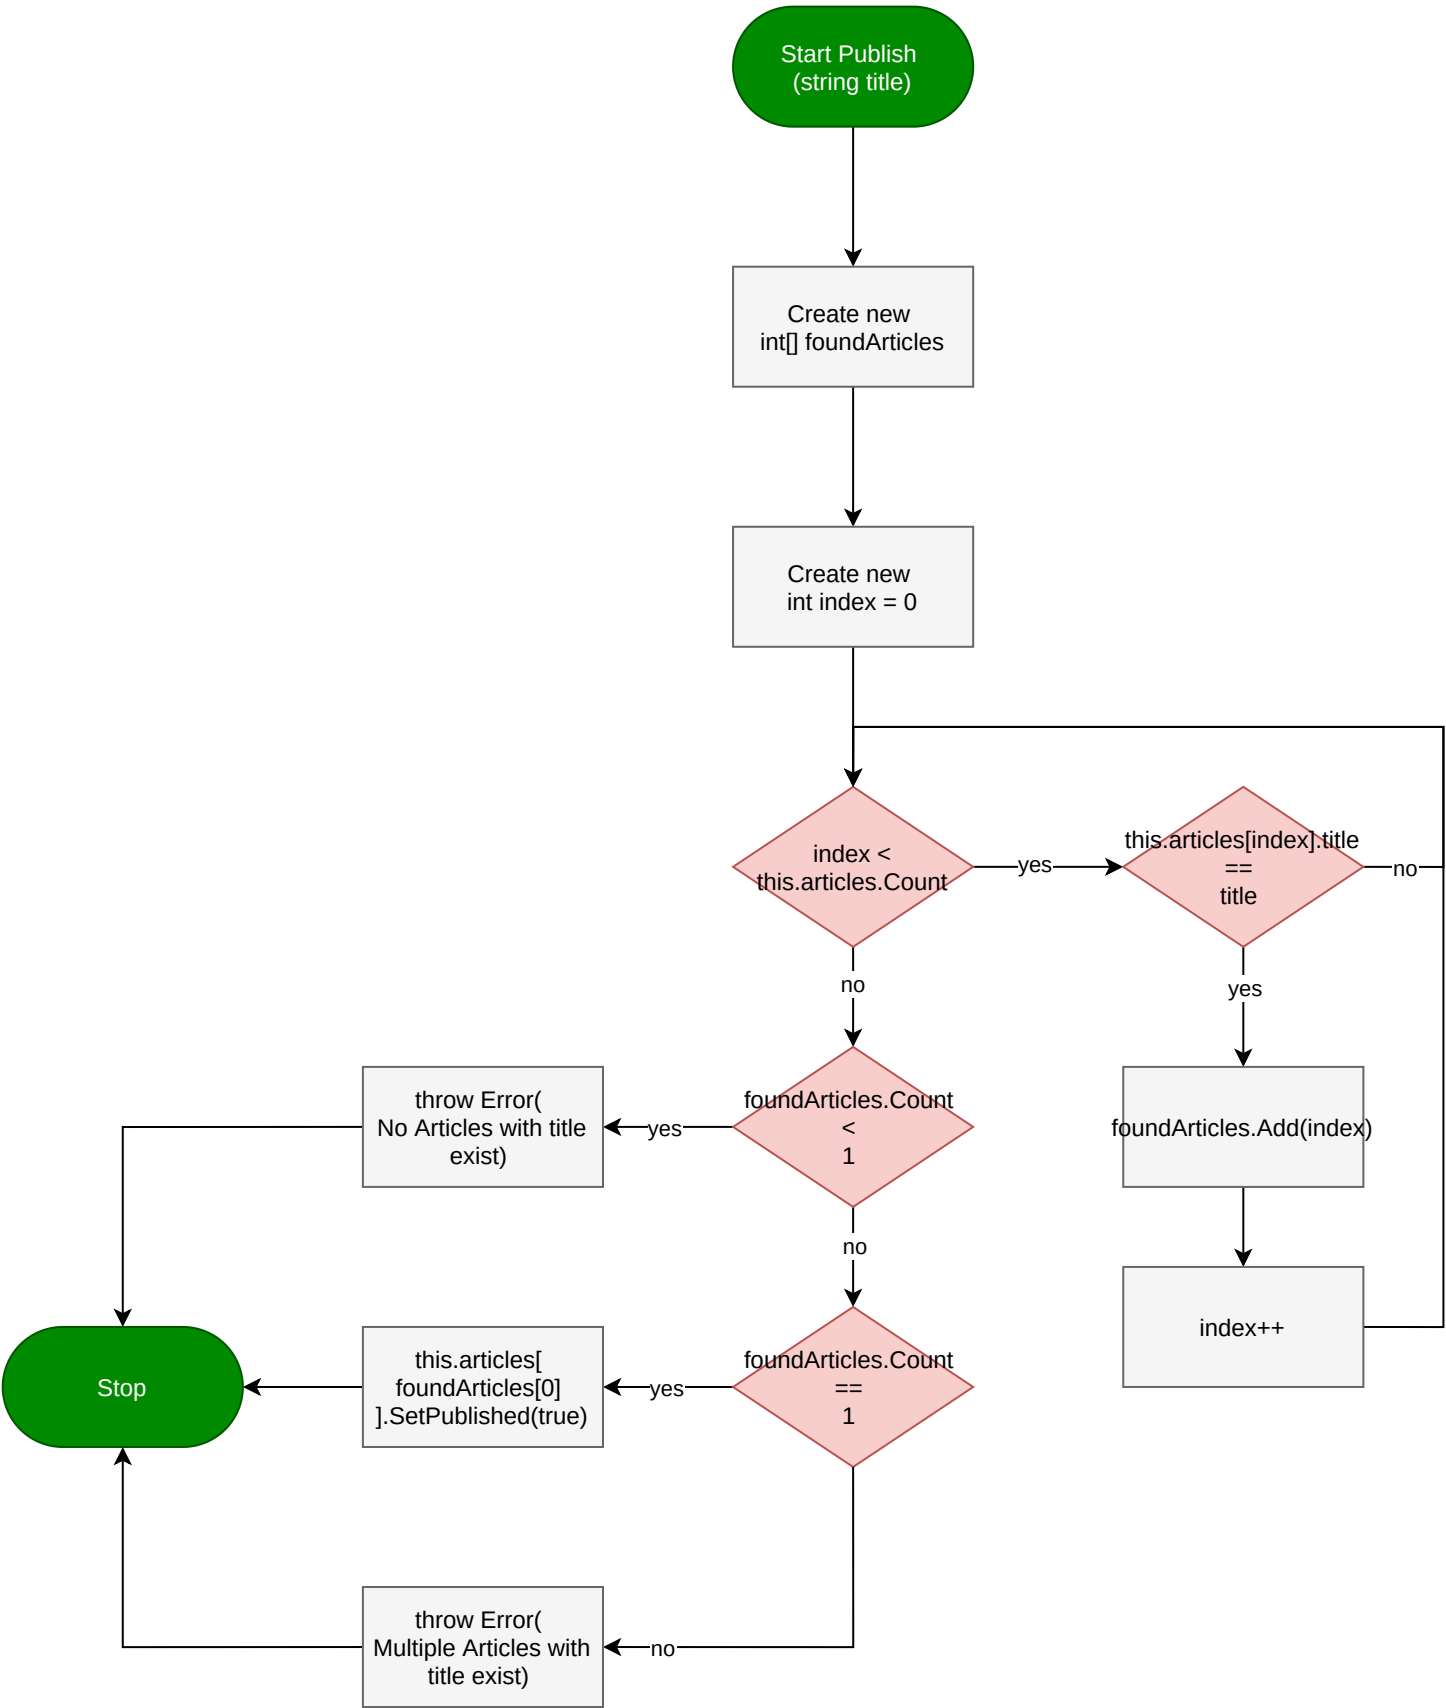 Start Publish
(string title)
Create new
int[] foundArticles
Create new
int index = 0
index <
this.articles.Count
yes
this.articles[index].title
==
title
no
no
yes
foundArticles.Count
<
1
yes
throw Error(
No Articles with title
exist)
foundArticles.Add(index)
no
index++
foundArticles.Count
==
1
yes
this.articles[
foundArticles[0]
].SetPublished(true)
Stop
no
throw Error(
Multiple Articles with
title exist)